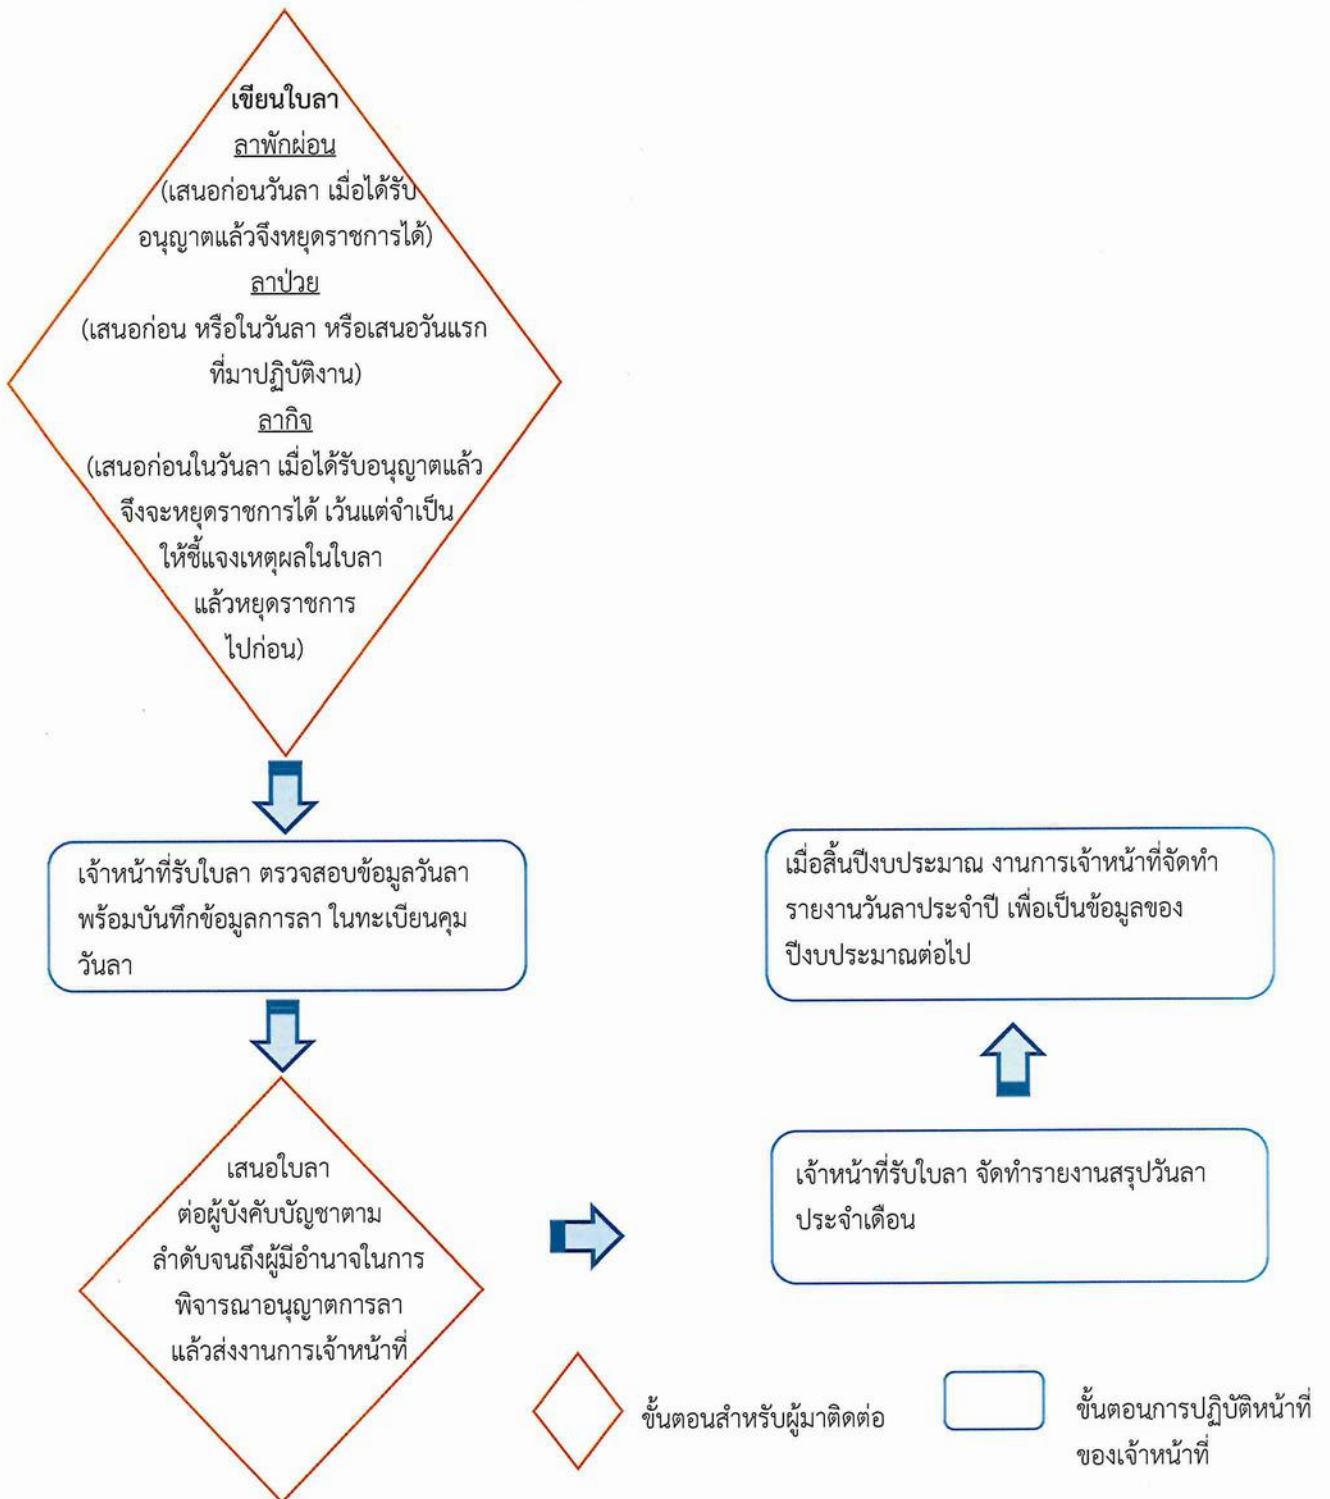 เขียนใบลา
ลาพักผ่อน
(เสนอก่อนวันลา เมื่อได้รับ
อนุญาตแล้วจึงหยุดราชการได้)
ลาป่วย
(เสนอก่อน หรือในวันลา หรือเสนอวันแรก
ที่มาปฏิบัติงาน)
ลากิจ
(เสนอก่อนในวันลา เมื่อได้รับอนุญาตแล้ว
จึงจะหยุดราชการได้ เว้นแต่จำเป็น
ให้ชี้แจงเหตุผลในใบลา
แล้วหยุดราชการ
ไปก่อน)
เจ้าหน้าที่รับใบลา ตรวจสอบข้อมูลวันลา
พร้อมบันทึกข้อมูลการลา ในทะเบียนคุม
วันลา
เสนอใบลา
ต่อผู้บังคับบัญชาตาม
ลำดับจนถึงผู้มีอำนาจในการ
พิจารณาอนุญาตการลา
แล้วส่งงานการเจ้าหน้าที่
เจ้าหน้าที่รับใบลา จัดทำรายงานสรุปวันลา
ประจำเดือน
เมื่อสิ้นปีงบประมาณ งานการเจ้าหน้าที่จัดทำ
รายงานวันลาประจำปี เพื่อเป็นข้อมูลของ
ปีงบประมาณต่อไป
ขั้นตอนสำหรับผู้มาติดต่อ
ขั้นตอนการปฏิบัติหน้าที่
ของเจ้าหน้าที่